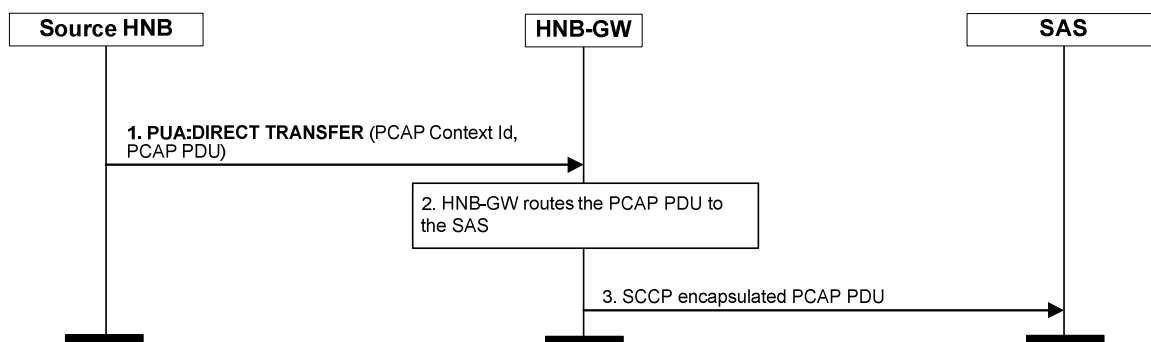 Source HNB
HNB-GW
SAS
1. PUA:DIRECT TRANSFER (PCAP Context Id,
PCAP PDU)
2. HNB-GW routes the PCAP PDU to
the SAS
3. SCCP encapsulated PCAP PDU